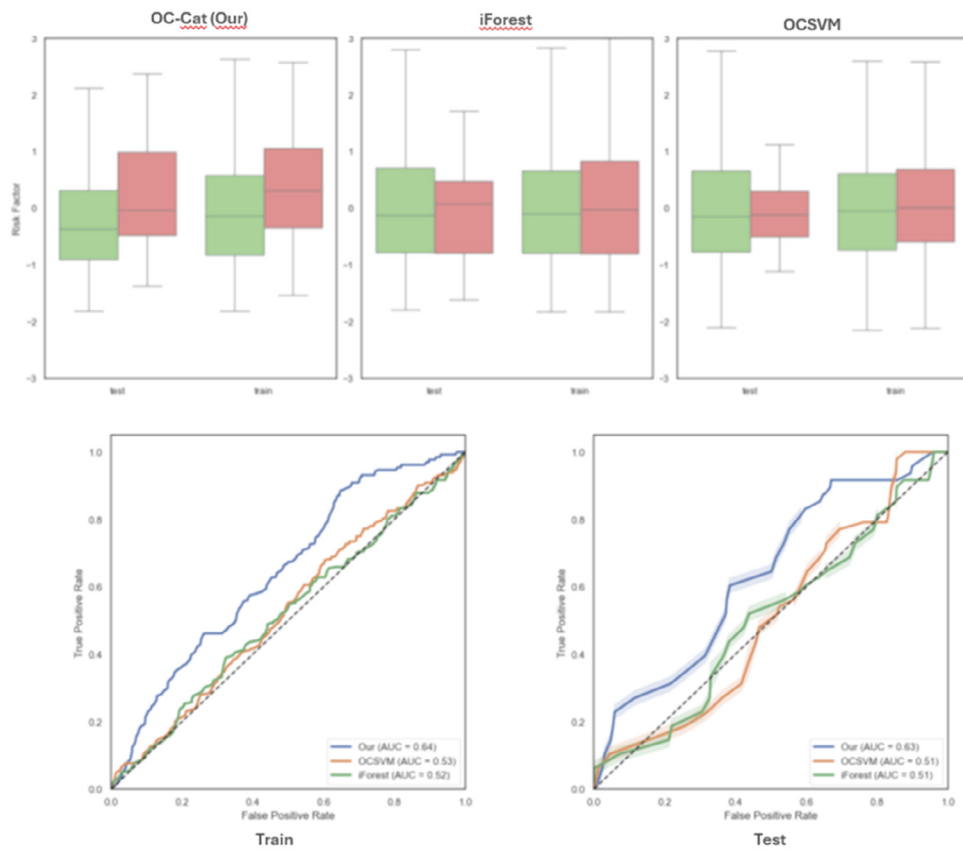 OC-Cat (Our)
iForest
OCSVM
Risk Factor
3
2
1
0
−1
−2
−3
test
train
3
2
1
0
−1
−2
−3
test
train
3
2
1
0
−1
−2
−3
test
train
True Positive Rate
1.0
0.8
0.6
0.4
0.2
0.0
Our (AUC = 0.64)
OCSVM (AUC = 0.53)
iForest (AUC = 0.52)
0.0 0.2 0.4 0.6 0.8 1.0
False Positive Rate
Train
True Positive Rate
1.0
0.8
0.6
0.4
0.2
0.0
Our (AUC = 0.63)
OCSVM (AUC = 0.51)
iForest (AUC = 0.51)
0.0 0.2 0.4 0.6 0.8 1.0
False Positive Rate
Test